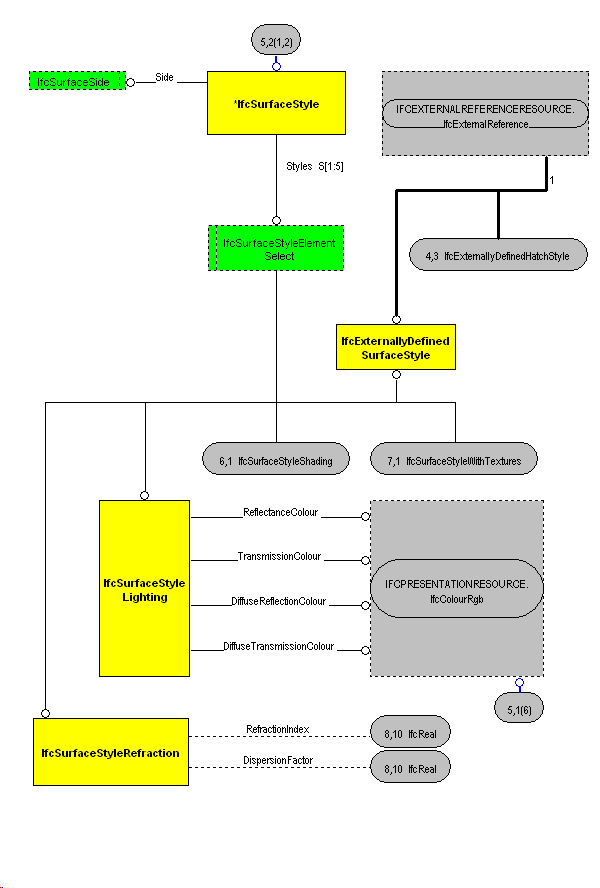 5,2(1,2)
IfcSurfaceSide
Side
*IfcSurfaceStyle
IFCEXTERNALREFERENCERESOURCE.
IfcExternalReference
Styles S[1:5]
1
IfcSurfaceStyleElement
Select
4,3 IfcExternallyDefinedHatchStyle
IfcExternallyDefined
SurfaceStyle
6,1 IfcSurfaceStyleShading
7,1 IfcSurfaceStyleWithTextures
ReflectanceColour
TransmissionColour
IfcSurfaceStyle
Lighting
IFCPRESENTATIONRESOURCE.
IfcColourRgb
DiffuseReflectionColour
DiffuseTransmissionColour
5,1(6)
RefractionIndex
8,10 IfcReal
IfcSurfaceStyleRefraction
DispersionFactor
8,10 IfcReal